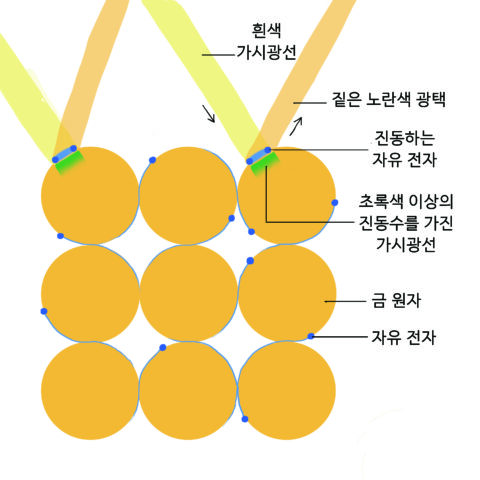 흰색
가시광선
짙은 노란색 광택
진동하는
자유 전자
초록색 이상의
진동수를 가진
가시광선
금 원자
자유 전자